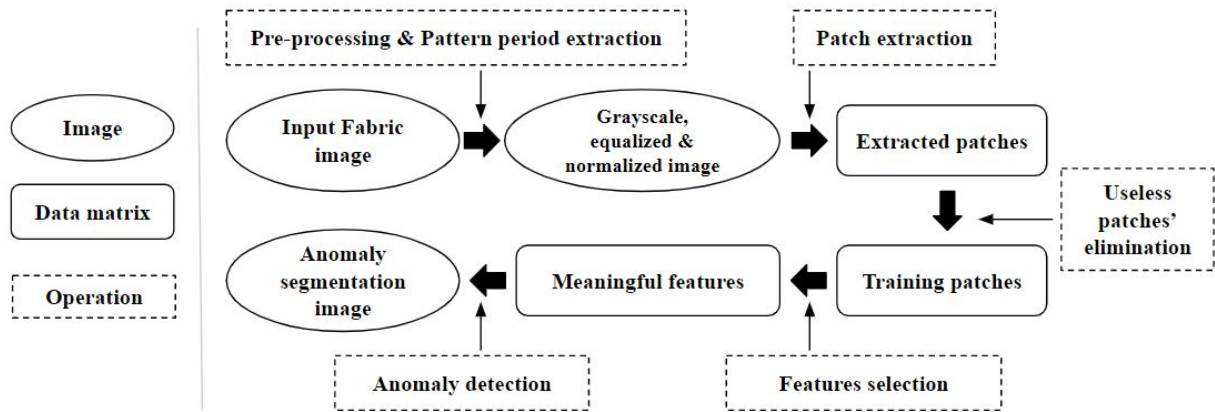 Image
Data matrix
Operation
Pre-processing & Pattern period extraction
Patch extraction
Input Fabric
image
Grayscale,
equalized &
normalized image
Extracted patches
Useless
patches’
elimination
Training patches
Meaningful features
Anomaly
segmentation
image
Anomaly detection
Features selection